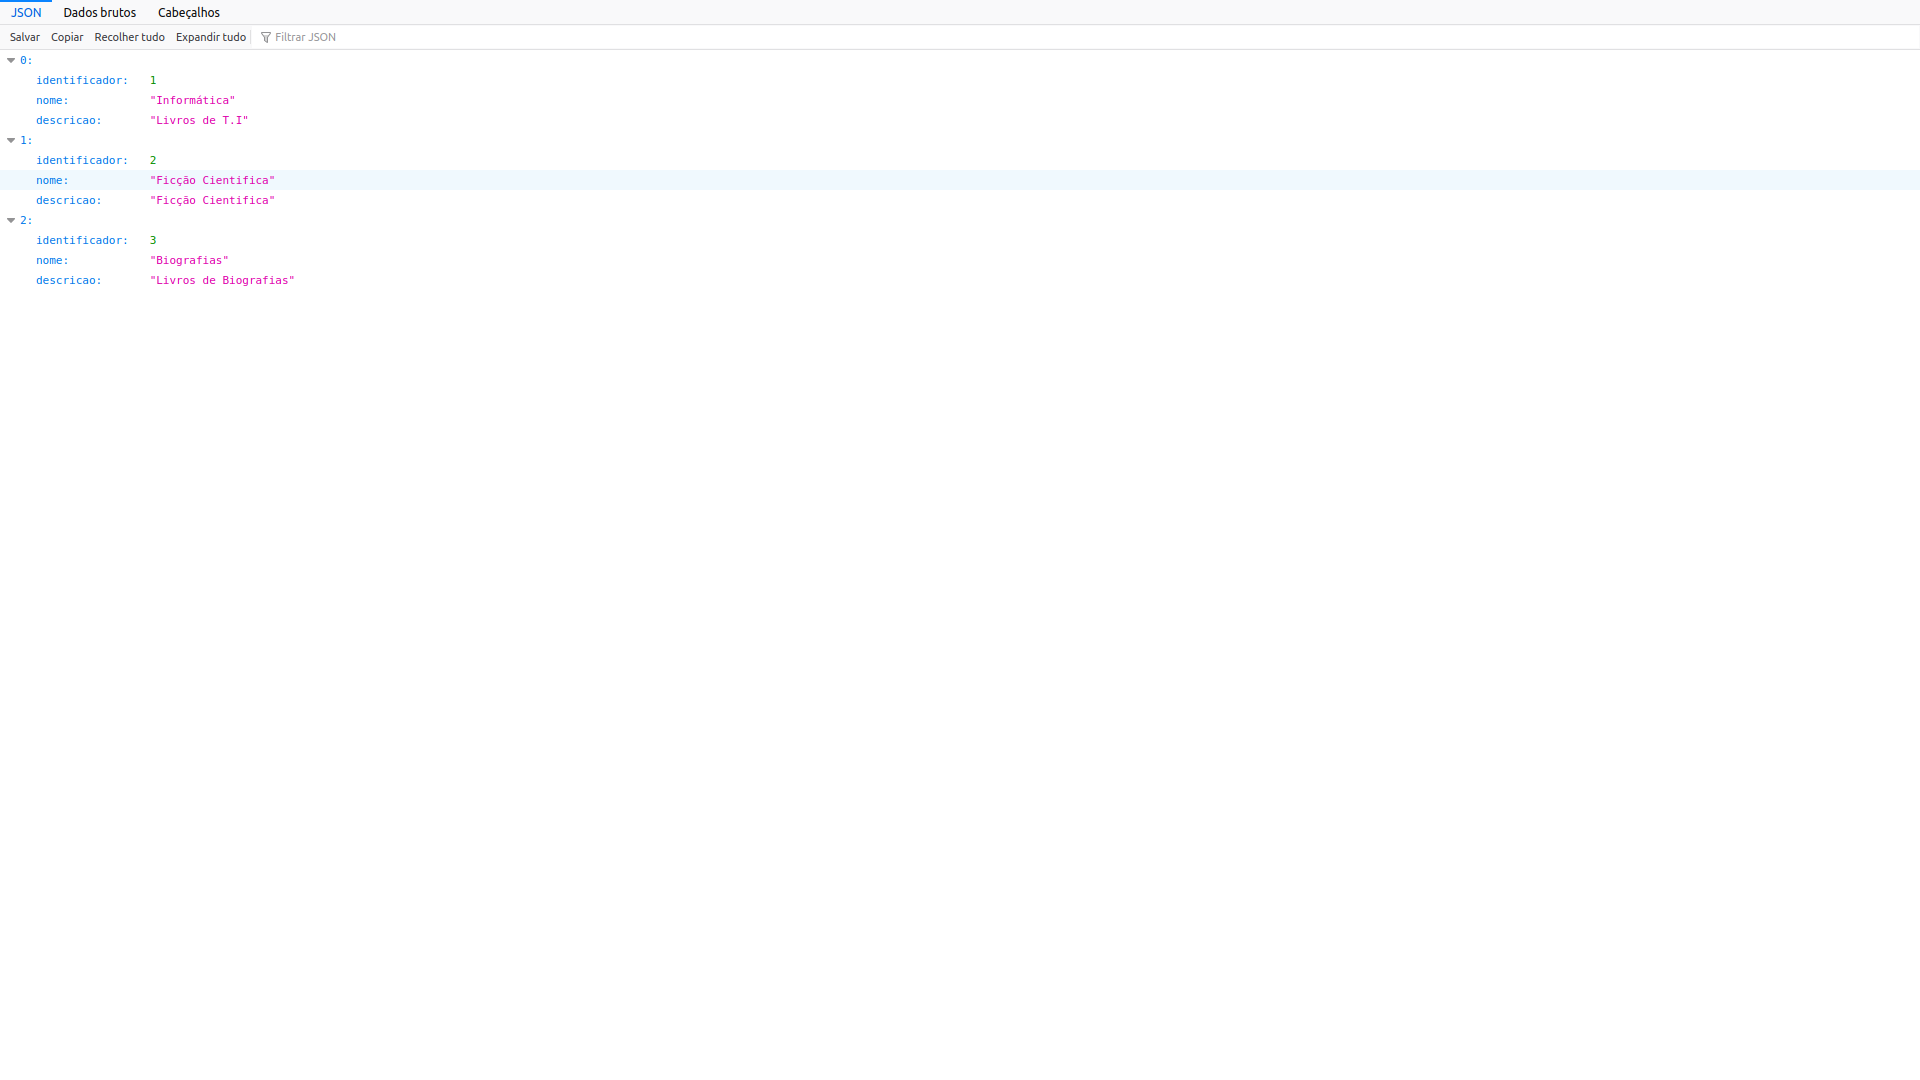 JSON Dados brutos Cabeçalhos
Salvar Copiar Recolher tudo Expandir tudo Filtrar JSON
0:
identificador: 1
nome: "Informática"
descricao: "Livros de T.I"
1:
identificador: 2
nome: "Ficção Cientifica"
descricao: "Ficção Cientifica"
2:
identificador: 3
nome: "Biografias"
descricao: "Livros de Biografias"